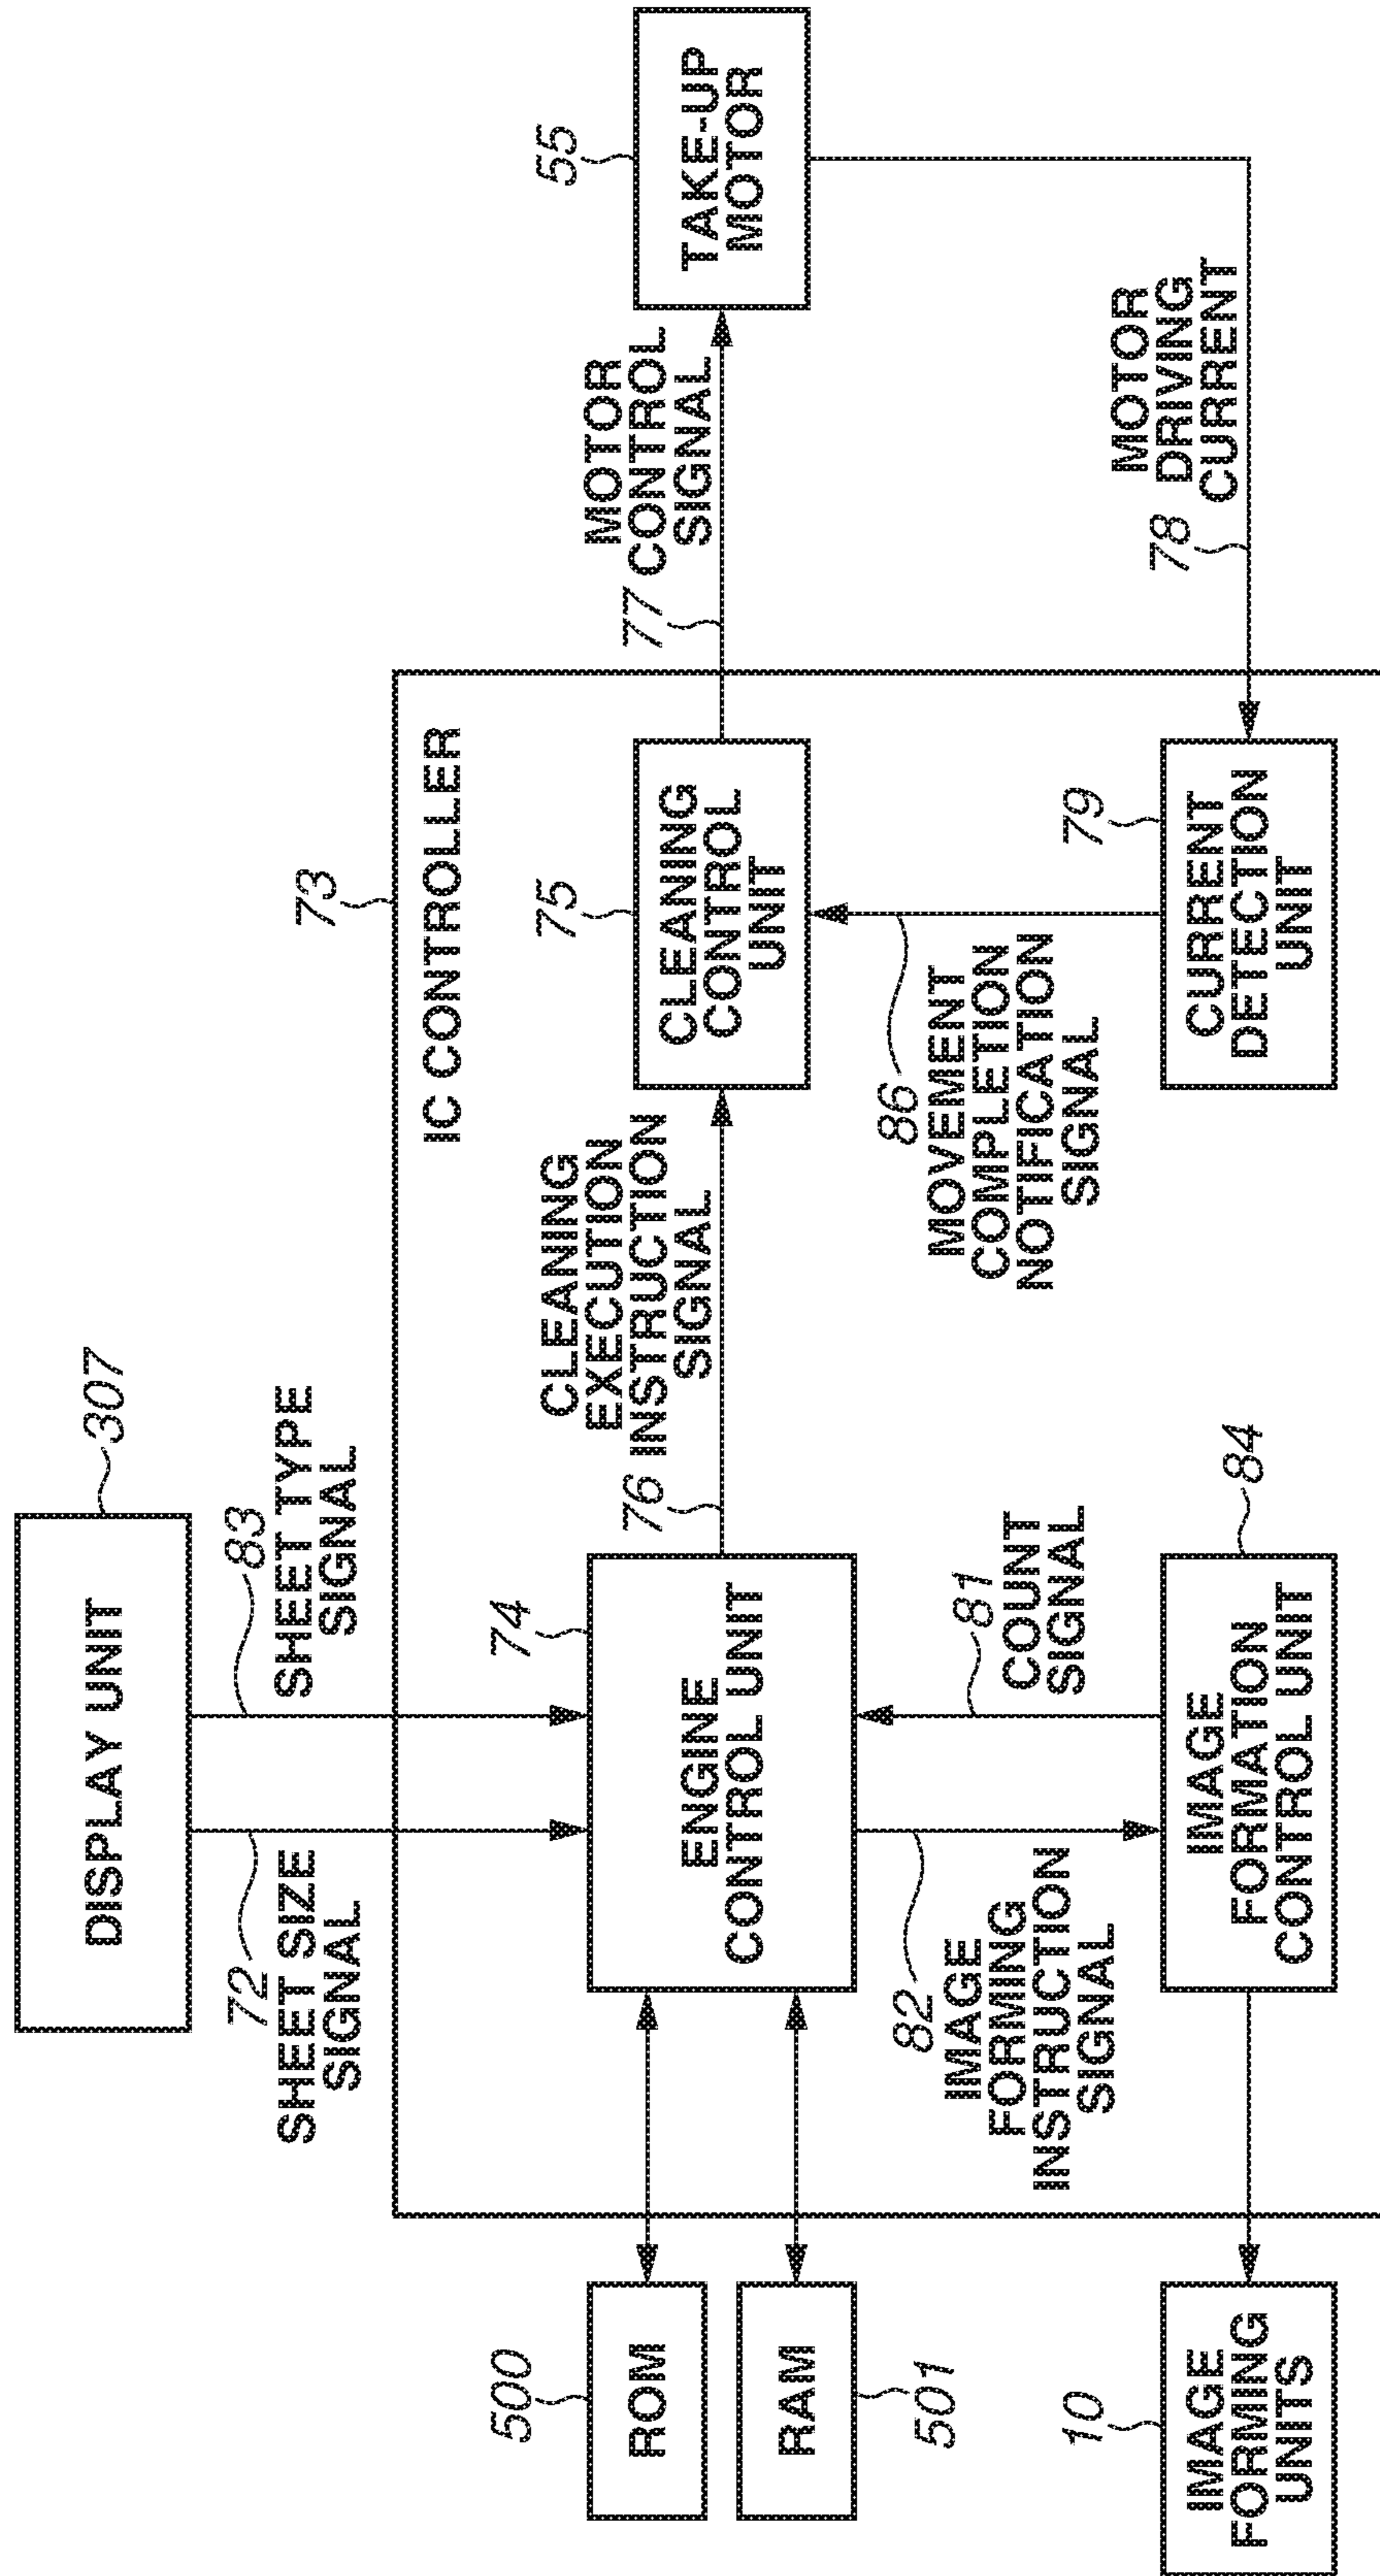 DISPLAY UNIT
307
72
SHEET SIZE
SIGNAL
83
SHEET TYPE
SIGNAL
73
IC CONTROLLER
500
ROM
RAM
501
74
ENGINE
CONTROL UNIT
76
CLEANING
EXECUTION
INSTRUCTION
SIGNAL
75
CLEANING
CONTROL
UNIT
77
MOTOR
CONTROL
SIGNAL
55
TAKE-UP
MOTOR
82
IMAGE
FORMING
INSTRUCTION
SIGNAL
81
COUNT
SIGNAL
86
MOVEMENT
COMPLETION
NOTIFICATION
SIGNAL
78
MOTOR
DRIVING
CURRENT
10
IMAGE
FORMING
UNITS
84
IMAGE
FORMATION
CONTROL UNIT
79
CURRENT
DETECTION
UNIT